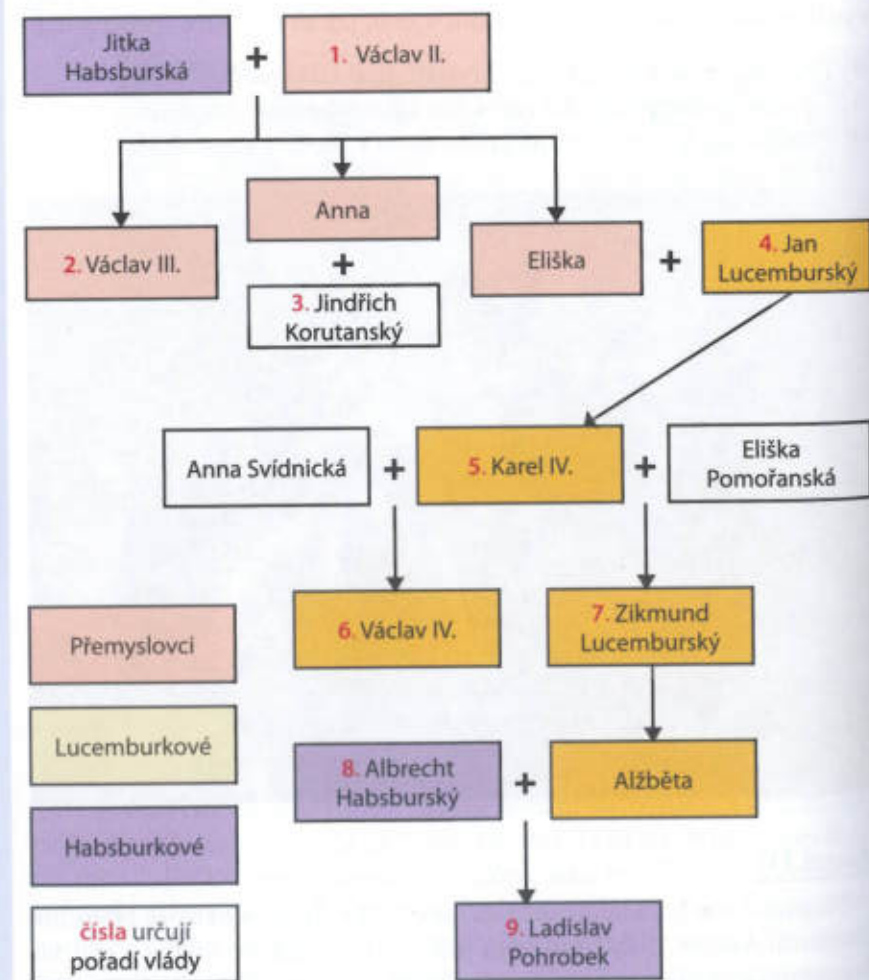 Jitka
Habsburská
+
1. Václav II.
Anna
2. Václav III.
+
Eliška
+
4. Jan
Lucemburský
3. Jindřich
Korutanský
Anna Svídnická
+
5. Karel IV.
+
Eliška
Pomořanská
6. Václav IV.
7. Zikmund
Lucemburský
Přemyslovci
Lucemburkové
8. Albrecht
Habsburský
+
Alžběta
Habsburkové
9. Ladislav
Pohrobek
čísla určují
pořadí vlády